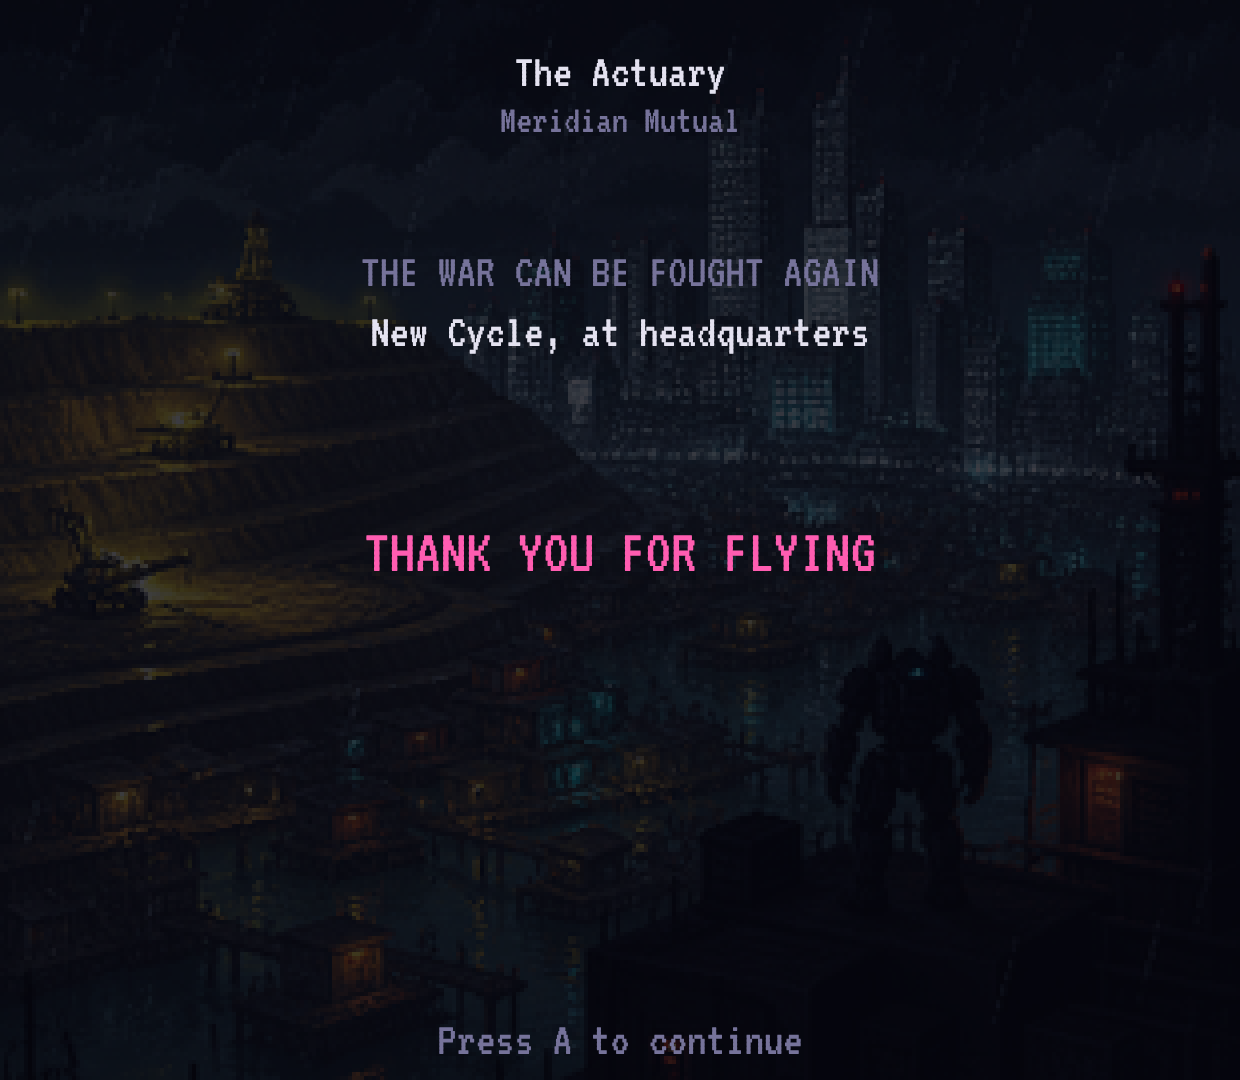 The Actuary
Meridian Mutual
THE WAR CAN BE FOUGHT AGAIN
New Cycle, at headquarters
THANK YOU FOR FLYING
Press A to continue